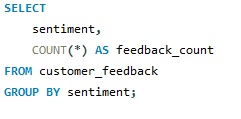 SELECT
    sentiment,
    COUNT(*) AS feedback_count
FROM customer_feedback
GROUP BY sentiment;